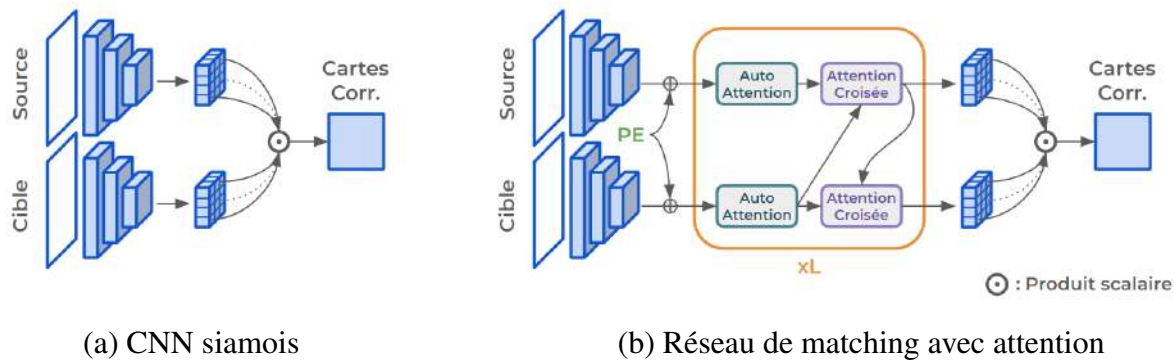 Source
Cible
Cartes
Corr.
(a) CNN siamois
Source
Cible
PE
Auto
Attention
Attention
Croisée
Auto
Attention
Attention
Croisée
xL
Cartes
Corr.
⊙ : Produit scalaire
(b) Réseau de matching avec attention